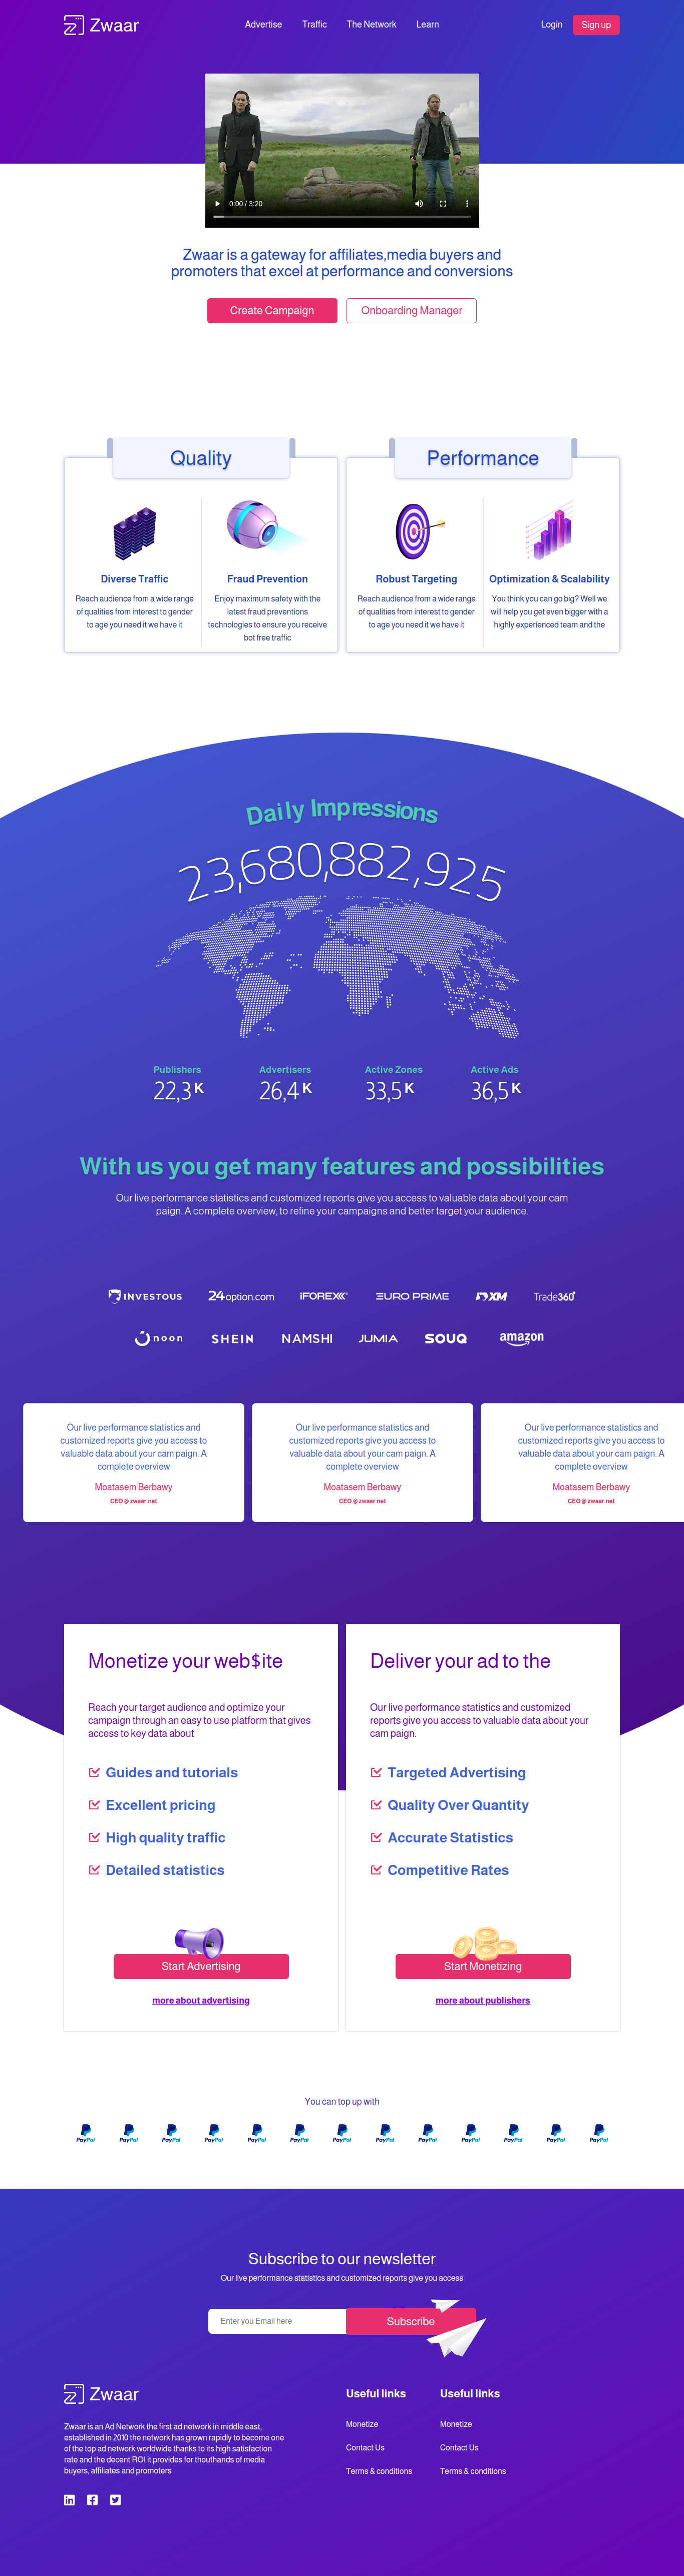 Zwaar
Advertise Traffic The Network Learn
Login Sign up
0:00 / 3:20
Zwaar is a gateway for affiliates,media buyers and
promoters that excel at performance and conversions
Create Campaign Onboarding Manager
Quality
Diverse Traffic
Reach audience from a wide range
of qualities from interest to gender
to age you need it we have it
Fraud Prevention
Enjoy maximum safety with the
latest fraud preventions
technologies to ensure you receive
bot free traffic
Performance
Robust Targeting
Reach audience from a wide range
of qualities from interest to gender
to age you need it we have it
Optimization & Scalability
You think you can go big? Well we
will help you get even bigger with a
highly experienced team and the
Daily Impressions
23,680,882,925
Publishers
22,3 K
Advertisers
26,4 K
Active Zones
33,5 K
Active Ads
36,5 K
With us you get many features and possibilities
Our live performance statistics and customized reports give you access to valuable data about your cam
paign. A complete overview, to refine your campaigns and better target your audience.
INVESTOUS 24option.com iFOREX EURO PRIME XM Trade360
noon SHEIN NAMSHI JUMIA SOUQ amazon
Our live performance statistics and
customized reports give you access to
valuable data about your cam paign. A
complete overview
Moatasem Berbawy
CEO @ zwaar.net
Our live performance statistics and
customized reports give you access to
valuable data about your cam paign. A
complete overview
Moatasem Berbawy
CEO @ zwaar.net
Our live performance statistics and
customized reports give you access to
valuable data about your cam paign. A
complete overview
Moatasem Berbawy
CEO @ zwaar.net
Monetize your web$ite
Reach your target audience and optimize your
campaign through an easy to use platform that gives
access to key data about
Guides and tutorials
Excellent pricing
High quality traffic
Detailed statistics
Start Advertising
more about advertising
Deliver your ad to the
Our live performance statistics and customized
reports give you access to valuable data about your
cam paign.
Targeted Advertising
Quality Over Quantity
Accurate Statistics
Competitive Rates
Start Monetizing
more about publishers
You can top up with
PayPal PayPal PayPal PayPal PayPal PayPal PayPal PayPal PayPal PayPal PayPal PayPal PayPal
Subscribe to our newsletter
Our live performance statistics and customized reports give you access
Enter you Email here Subscribe
Zwaar
Zwaar is an Ad Network the first ad network in middle east,
established in 2010 the network has grown rapidly to become one
of the top ad network worldwide thanks to its high satisfaction
rate and the decent ROI it provides for thouthands of media
buyers, affiliates and promoters
Useful links
Monetize
Contact Us
Terms & conditions
Useful links
Monetize
Contact Us
Terms & conditions